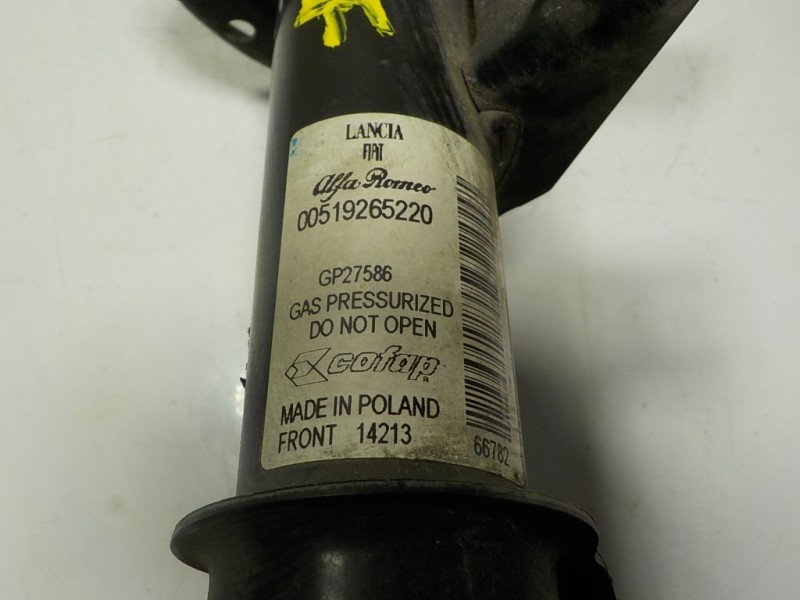 LANCIA
FIAT
Alfa Romeo
00519265220
GP27586
GAS PRESSURIZED
DO NOT OPEN
cofap
MADE IN POLAND
FRONT 14213
66782